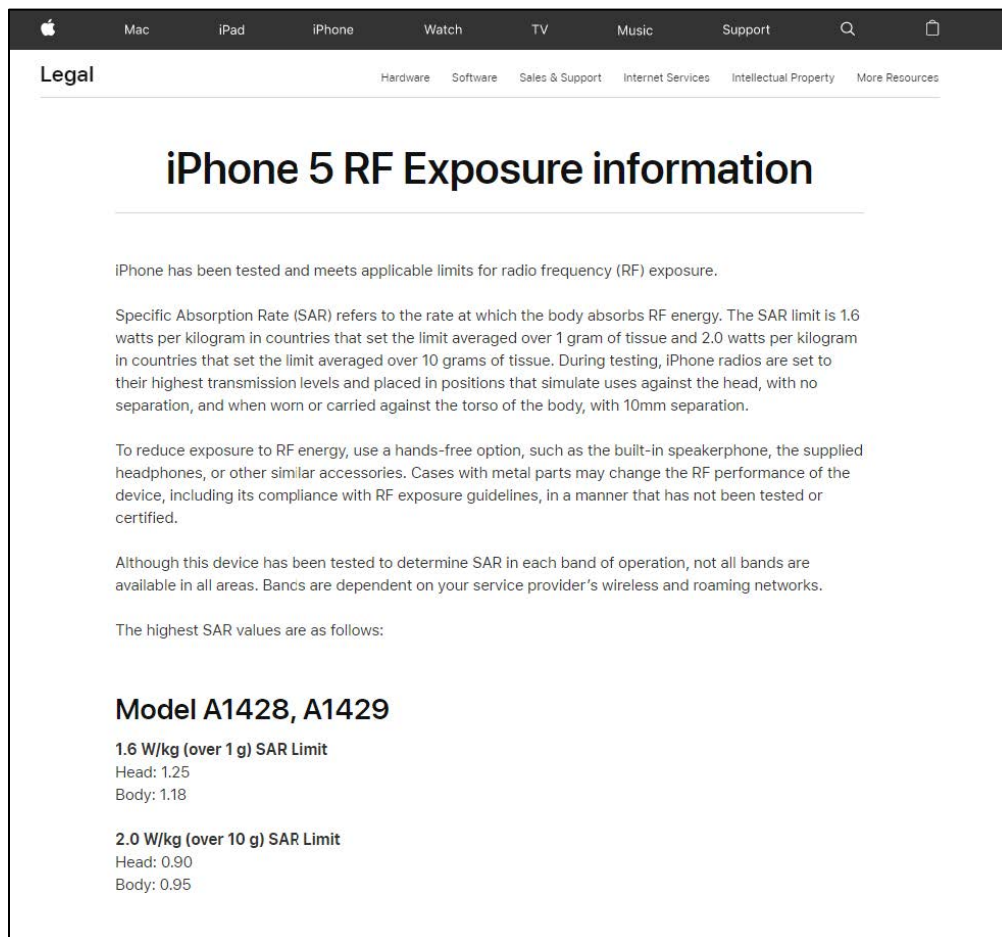 Mac iPad iPhone Watch TV Music Support
Legal Hardware Software Sales & Support Internet Services Intellectual Property More Resources
iPhone 5 RF Exposure information
iPhone has been tested and meets applicable limits for radio frequency (RF) exposure.
Specific Absorption Rate (SAR) refers to the rate at which the body absorbs RF energy. The SAR limit is 1.6
watts per kilogram in countries that set the limit averaged over 1 gram of tissue and 2.0 watts per kilogram
in countries that set the limit averaged over 10 grams of tissue. During testing, iPhone radios are set to
their highest transmission levels and placed in positions that simulate uses against the head, with no
separation, and when worn or carried against the torso of the body, with 10mm separation.
To reduce exposure to RF energy, use a hands-free option, such as the built-in speakerphone, the supplied
headphones, or other similar accessories. Cases with metal parts may change the RF performance of the
device, including its compliance with RF exposure guidelines, in a manner that has not been tested or
certified.
Although this device has been tested to determine SAR in each band of operation, not all bands are
available in all areas. Bancs are dependent on your service provider's wireless and roaming networks.
The highest SAR values are as follows:
Model A1428, A1429
1.6 W/kg (over 1 g) SAR Limit
Head: 1.25
Body: 1.18
2.0 W/kg (over 10 g) SAR Limit
Head: 0.90
Body: 0.95